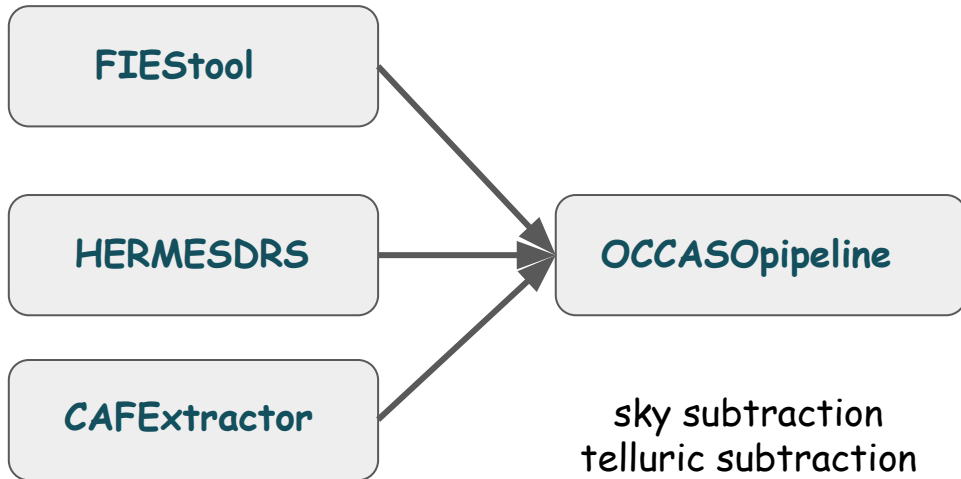 FIEStool
HERMESDRS
OCCASOpipeline
CAFExtractor
sky subtraction
telluric subtraction